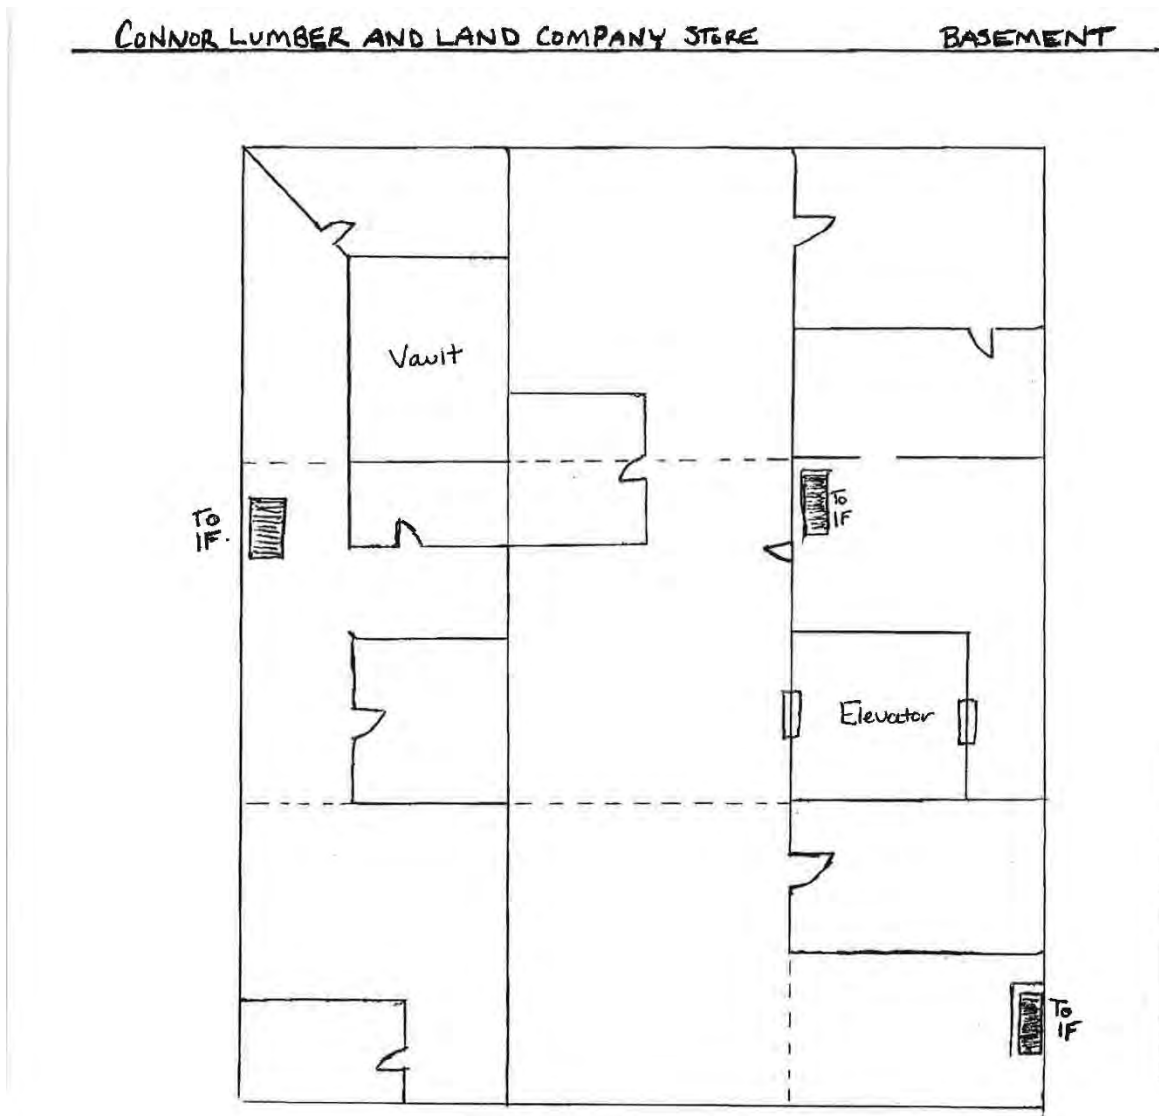 CONNOR LUMBER AND LAND COMPANY STORE BASEMENT
Vault
To
1F.
To
1F
Elevator
To
1F